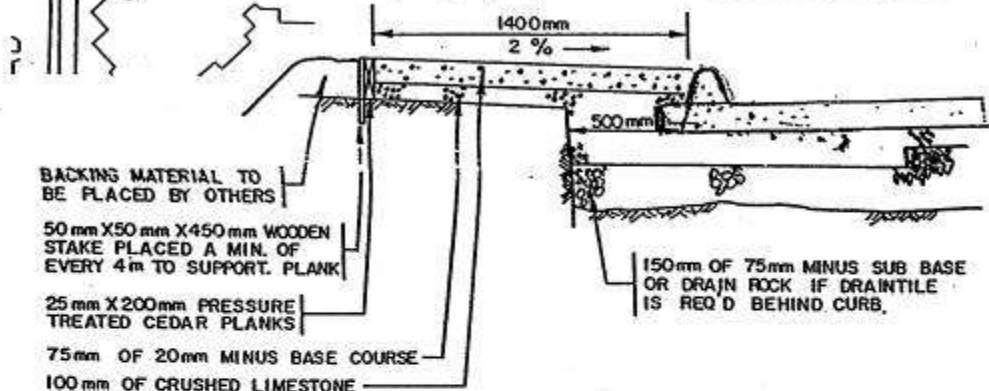 1400mm
2 %
500mm
BACKING MATERIAL TO
BE PLACED BY OTHERS
50 mm X50 mm X450 mm WOODEN
STAKE PLACED A MIN. OF
EVERY 4m TO SUPPORT. PLANK
25 mm X 200mm PRESSURE
TREATED CEDAR PLANKS
75mm OF 20mm MINUS BASE COURSE
100 mm OF CRUSHED LIMESTONE
150mm OF 75mm MINUS SUB BASE
OR DRAIN ROCK IF DRAINTILE
IS REQ'D BEHIND CURB.